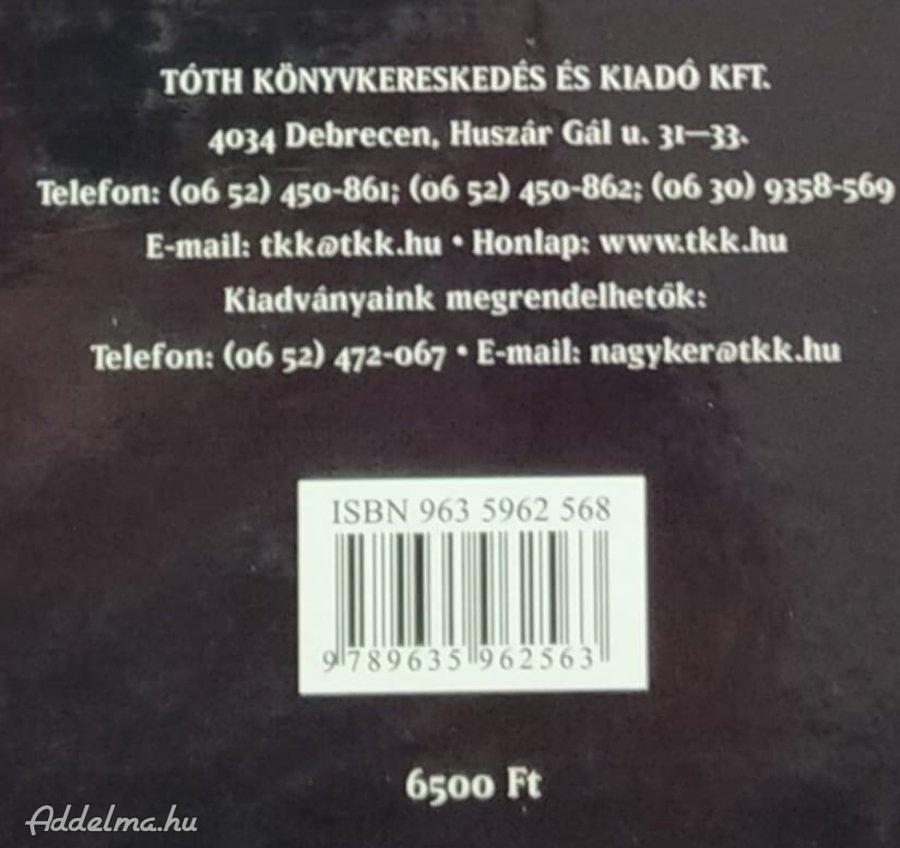 TÓTH KÖNYVKERESKEDÉS ÉS KIADÓ KFT.
4034 Debrecen, Huszár Gál u. 31—33.
Telefon: (06 52) 450-861; (06 52) 450-862; (06 30) 9358-569
E-mail: tkk@tkk.hu • Honlap: www.tkk.hu
Kiadványaink megrendelhetők:
Telefon: (06 52) 472-067 • E-mail: nagyker@tkk.hu
ISBN 963 5962 568
9 789635 962563
6500 Ft
Addelma.hu